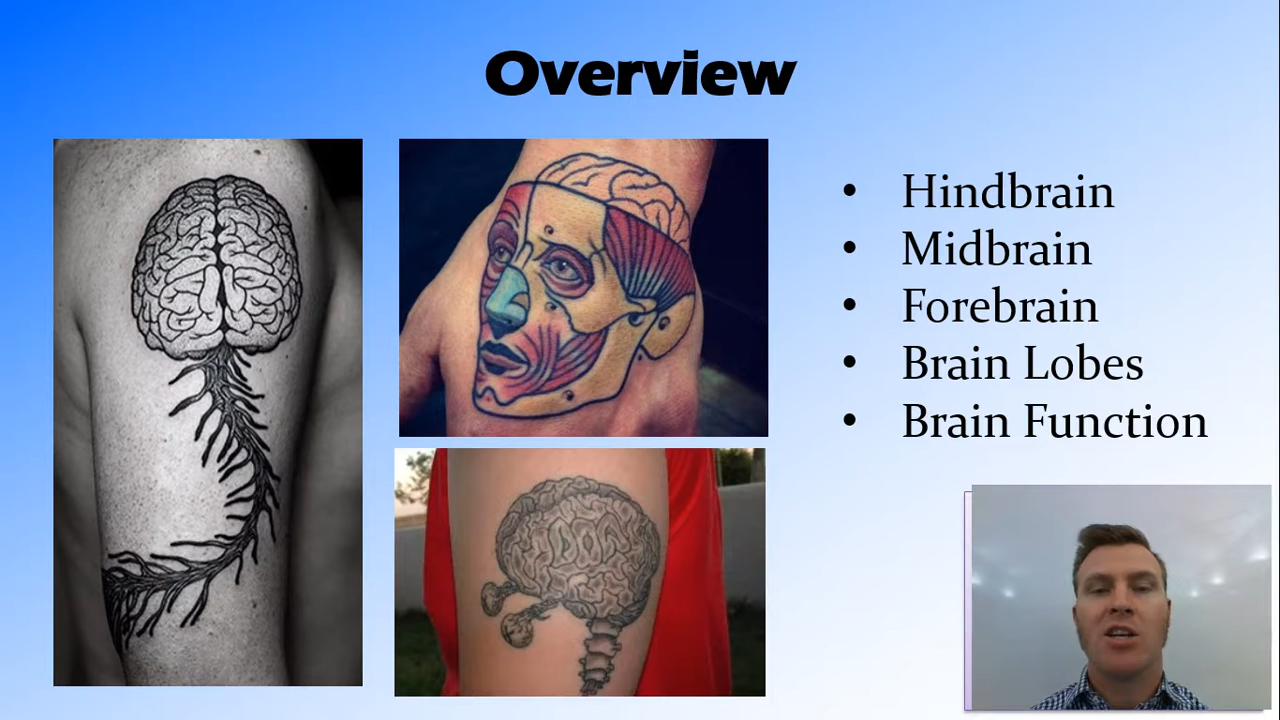 Overview
• Hindbrain
• Midbrain
• Forebrain
• Brain Lobes
• Brain Function